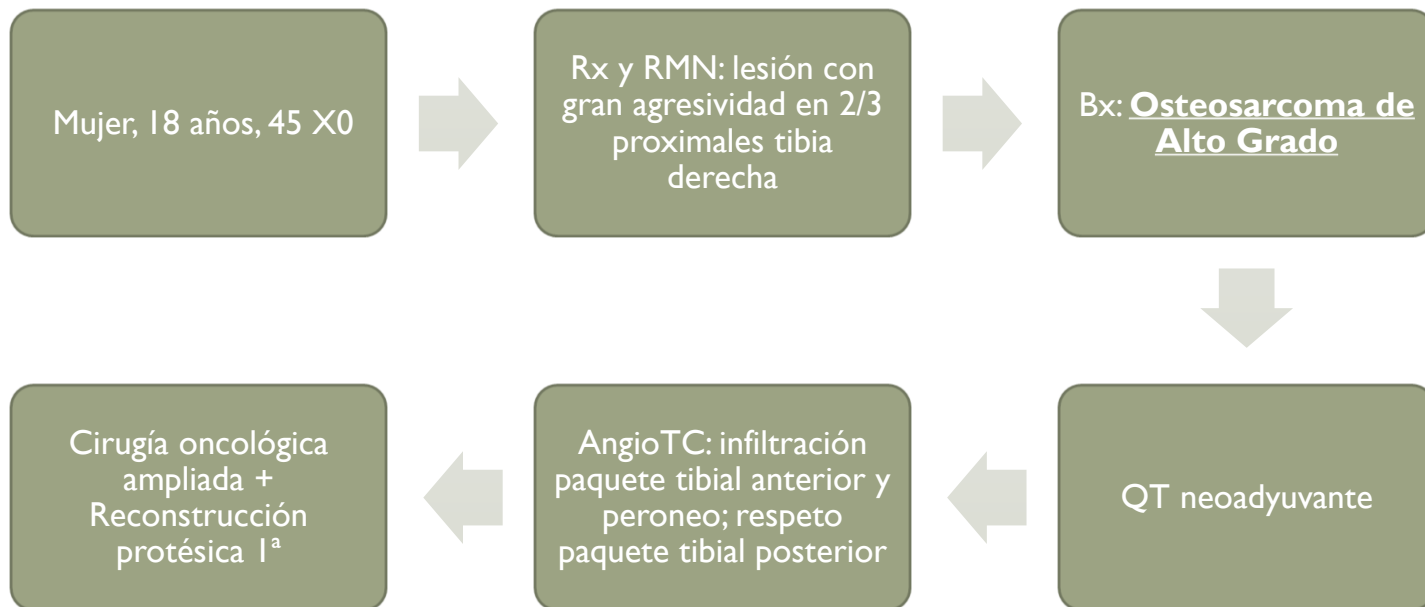 Mujer, 18 años, 45 X0
Rx y RMN: lesión con
gran agresividad en 2/3
proximales tibia
derecha
Bx: Osteosarcoma de
Alto Grado
QT neoadyuvante
AngioTC: infiltración
paquete tibial anterior y
peroneo; respeto
paquete tibial posterior
Cirugía oncológica
ampliada +
Reconstrucción
protésica 1ª